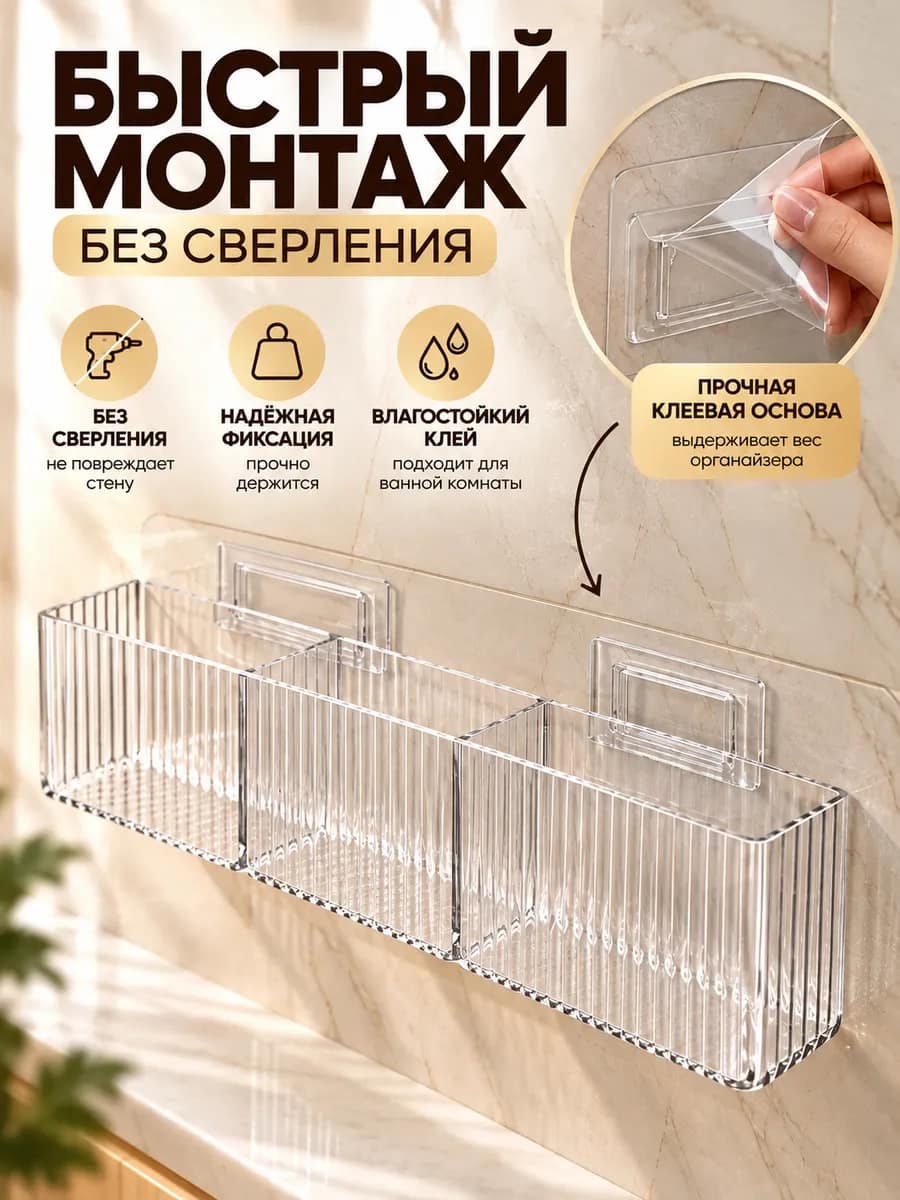 БЫСТРЫЙ
МОНТАЖ
БЕЗ СВЕРЛЕНИЯ
БЕЗ
СВЕРЛЕНИЯ
не повреждает
стену
НАДЁЖНАЯ
ФИКСАЦИЯ
прочно
держится
ВЛАГОСТОЙКИЙ
КЛЕЙ
подходит для
ванной комнаты
ПРОЧНАЯ
КЛЕЕВАЯ ОСНОВА
выдерживает вес
органайзера